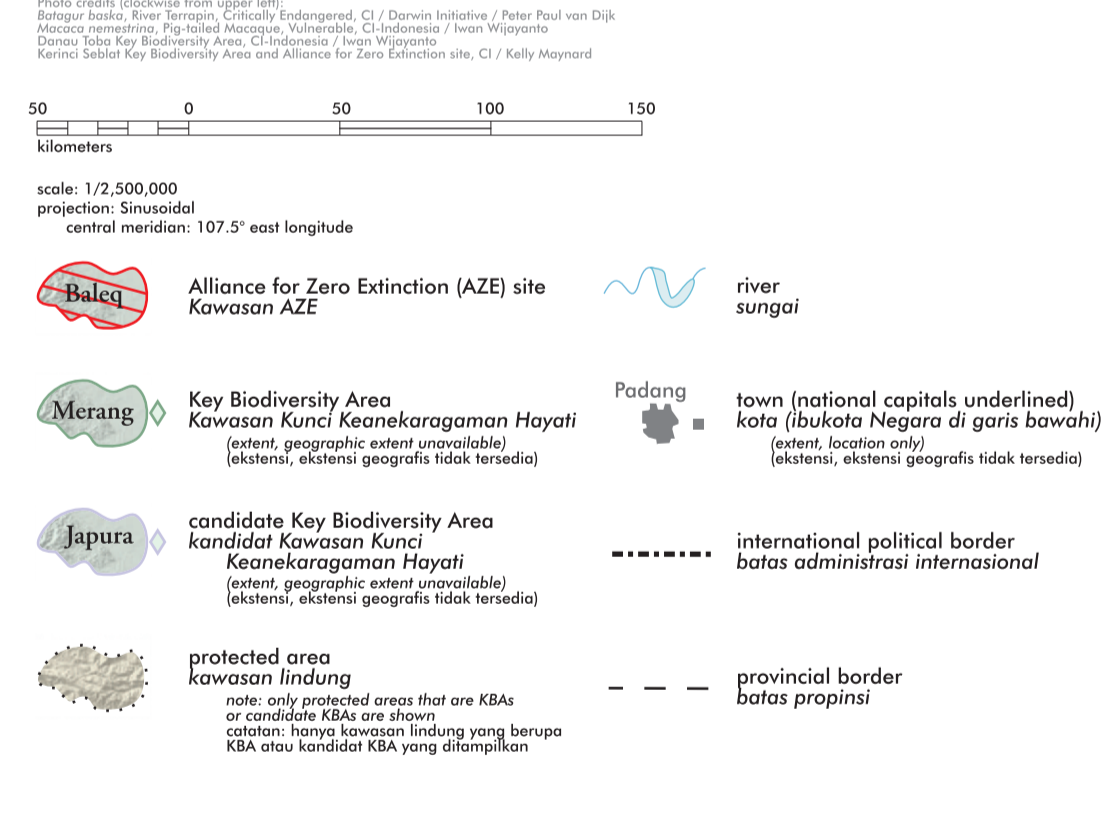 Photo credits (clockwise from upper left):
Batagur baska, River Terrapin, Critically Endangered, CI / Darwin Initiative / Peter Paul van Dijk
Macaca nemestrina, Pig-tailed Macaque, Vulnerable, CI-Indonesia / Iwan Wijayanto
Danau Toba Key Biodiversity Area, CI-Indonesia / Iwan Wijayanto
Kerinci Seblat Key Biodiversity Area and Alliance for Zero Extinction site, CI / Kelly Maynard
50 0 50 100 150
kilometers
scale: 1/2,500,000
projection: Sinusoidal
central meridian: 107.5° east longitude
Baleq
Alliance for Zero Extinction (AZE) site
Kawasan AZE
river
sungai
Merang
Key Biodiversity Area
Kawasan Kunci Keanekaragaman Hayati
(extent, geographic extent unavailable)
(ekstensi, ekstensi geografis tidak tersedia)
Padang
town (national capitals underlined)
kota (ibukota Negara di garis bawahi)
(extent, location only)
(ekstensi, ekstensi geografis tidak tersedia)
Japura
candidate Key Biodiversity Area
kandidat Kawasan Kunci
Keanekaragaman Hayati
(extent, geographic extent unavailable)
(ekstensi, ekstensi geografis tidak tersedia)
international political border
batas administrasi internasional
protected area
kawasan lindung
note: only protected areas that are KBAs
or candidate KBAs are shown
catatan: hanya kawasan lindung yang berupa
KBA atau kandidat KBA yang ditampilkan
provincial border
batas propinsi